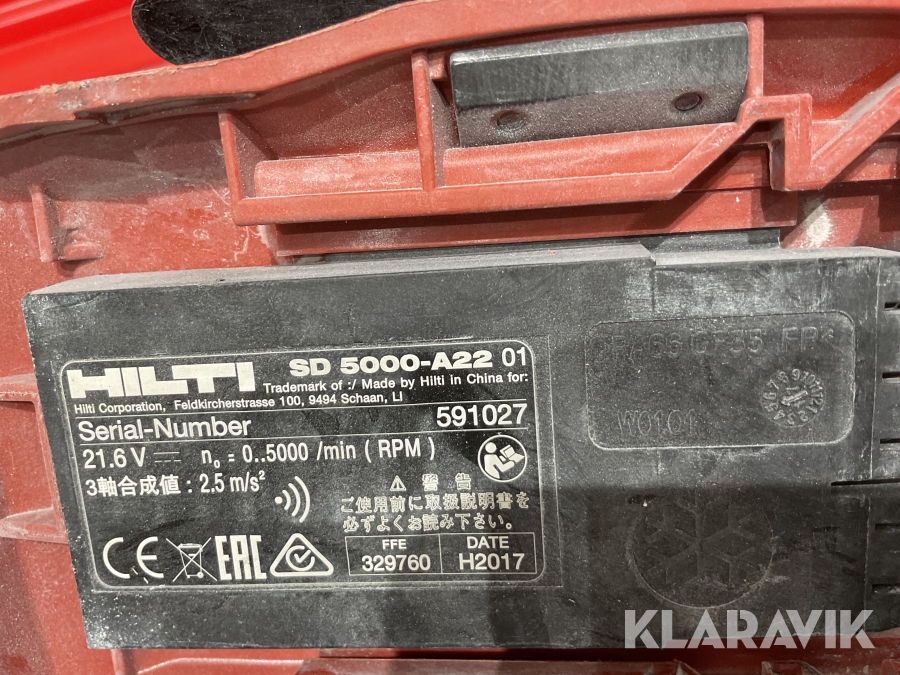 HILTI SD 5000-A22 01
Trademark of :/ Made by Hilti in China for:
Hilti Corporation, Feldkircherstrasse 100, 9494 Schaan, LI
Serial-Number 591027
21.6 V n₀ = 0..5000 /min ( RPM )
3軸合成値 : 2.5 m/s²
⚠ 警告
ご使用前に取扱説明書を
必ずよくお読み下さい。
CE EAC
FFE 329760
DATE H2017
W010
KLARAVIK